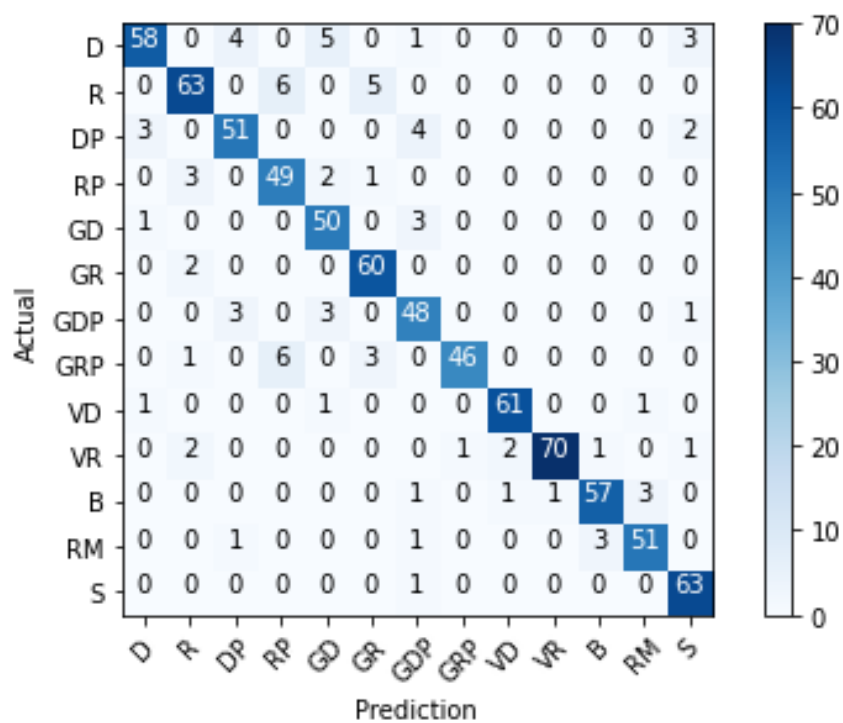 D 58 0 4 0 5 0 1 0 0 0 0 0 3
R 0 63 0 6 0 5 0 0 0 0 0 0 0
DP 3 0 51 0 0 0 4 0 0 0 0 0 2
RP 0 3 0 49 2 1 0 0 0 0 0 0 0
GD 1 0 0 0 50 0 3 0 0 0 0 0 0
GR 0 2 0 0 0 60 0 0 0 0 0 0 0
GDP 0 0 3 0 3 0 48 0 0 0 0 0 1
GRP 0 1 0 6 0 3 0 46 0 0 0 0 0
VD 1 0 0 0 1 0 0 0 61 0 0 1 0
VR 0 2 0 0 0 0 0 1 2 70 1 0 1
B 0 0 0 0 0 0 1 0 1 1 57 3 0
RM 0 0 1 0 0 0 1 0 0 0 3 51 0
S 0 0 0 0 0 0 1 0 0 0 0 0 63
D R DP RP GD GR GDP GRP VD VR B RM S
Actual
Prediction
70
60
50
40
30
20
10
0